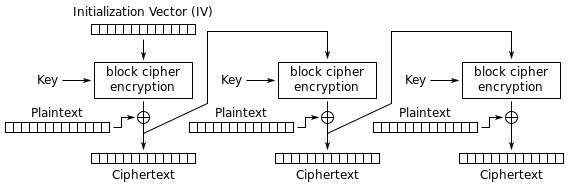 Initialization Vector (IV)
Key
block cipher
encryption
Key
block cipher
encryption
Key
block cipher
encryption
Plaintext
Plaintext
Plaintext
Ciphertext
Ciphertext
Ciphertext